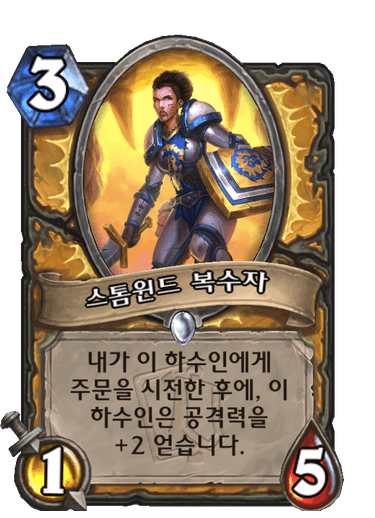 3
스톰윈드 복수자
내가 이 하수인에게
주문을 시전한 후에, 이
하수인은 공격력을
+2 얻습니다.
1
5